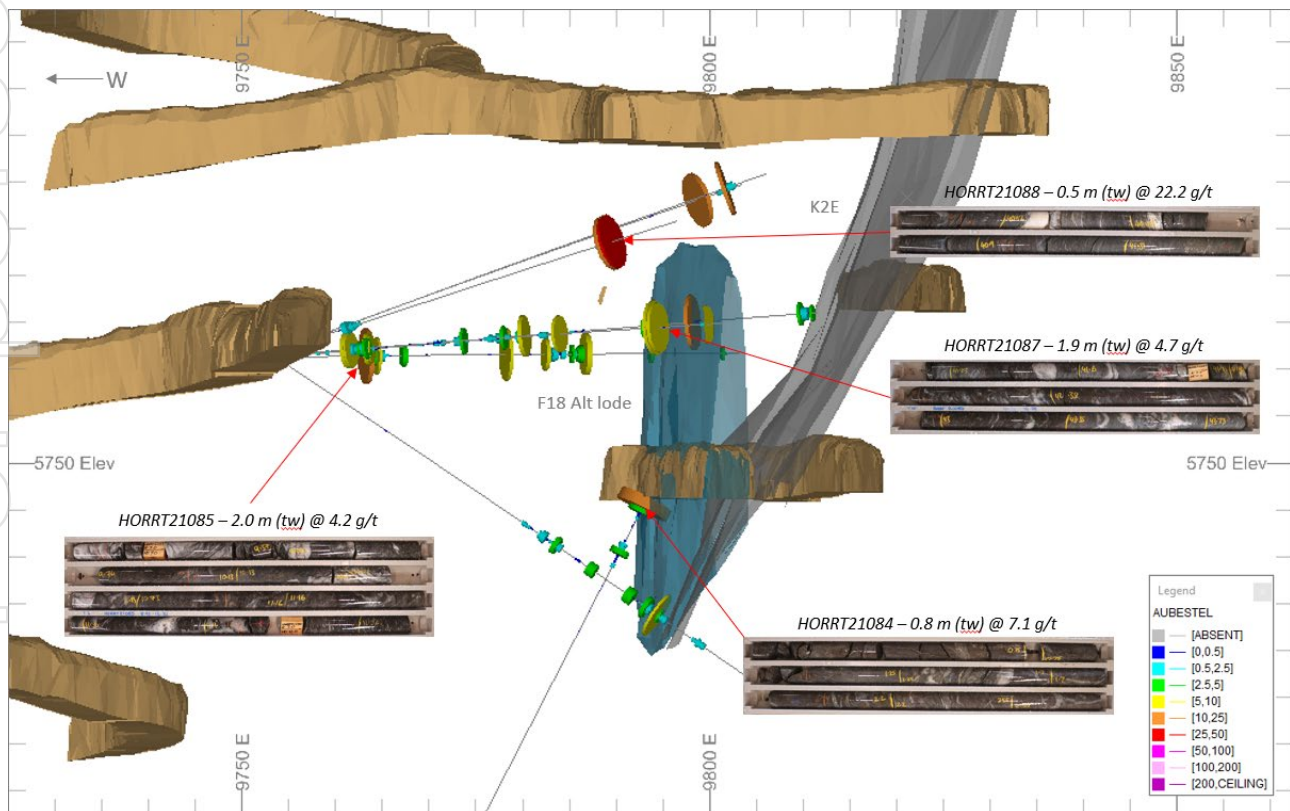 9750 E
9800 E
9850 E
W
HORRT21088 – 0.5 m (tw) @ 22.2 g/t
K2E
HORRT21087 – 1.9 m (tw) @ 4.7 g/t
F18 Alt lode
5750 Elev
5750 Elev
HORRT21085 – 2.0 m (tw) @ 4.2 g/t
HORRT21084 – 0.8 m (tw) @ 7.1 g/t
Legend
AUBESTEL
[ABSENT]
[0,0.5]
[0.5,2.5]
[2.5,5]
[5,10]
[10,25]
[25,50]
[50,100]
[100,200]
[200,CEILING]
9750 E
9800 E